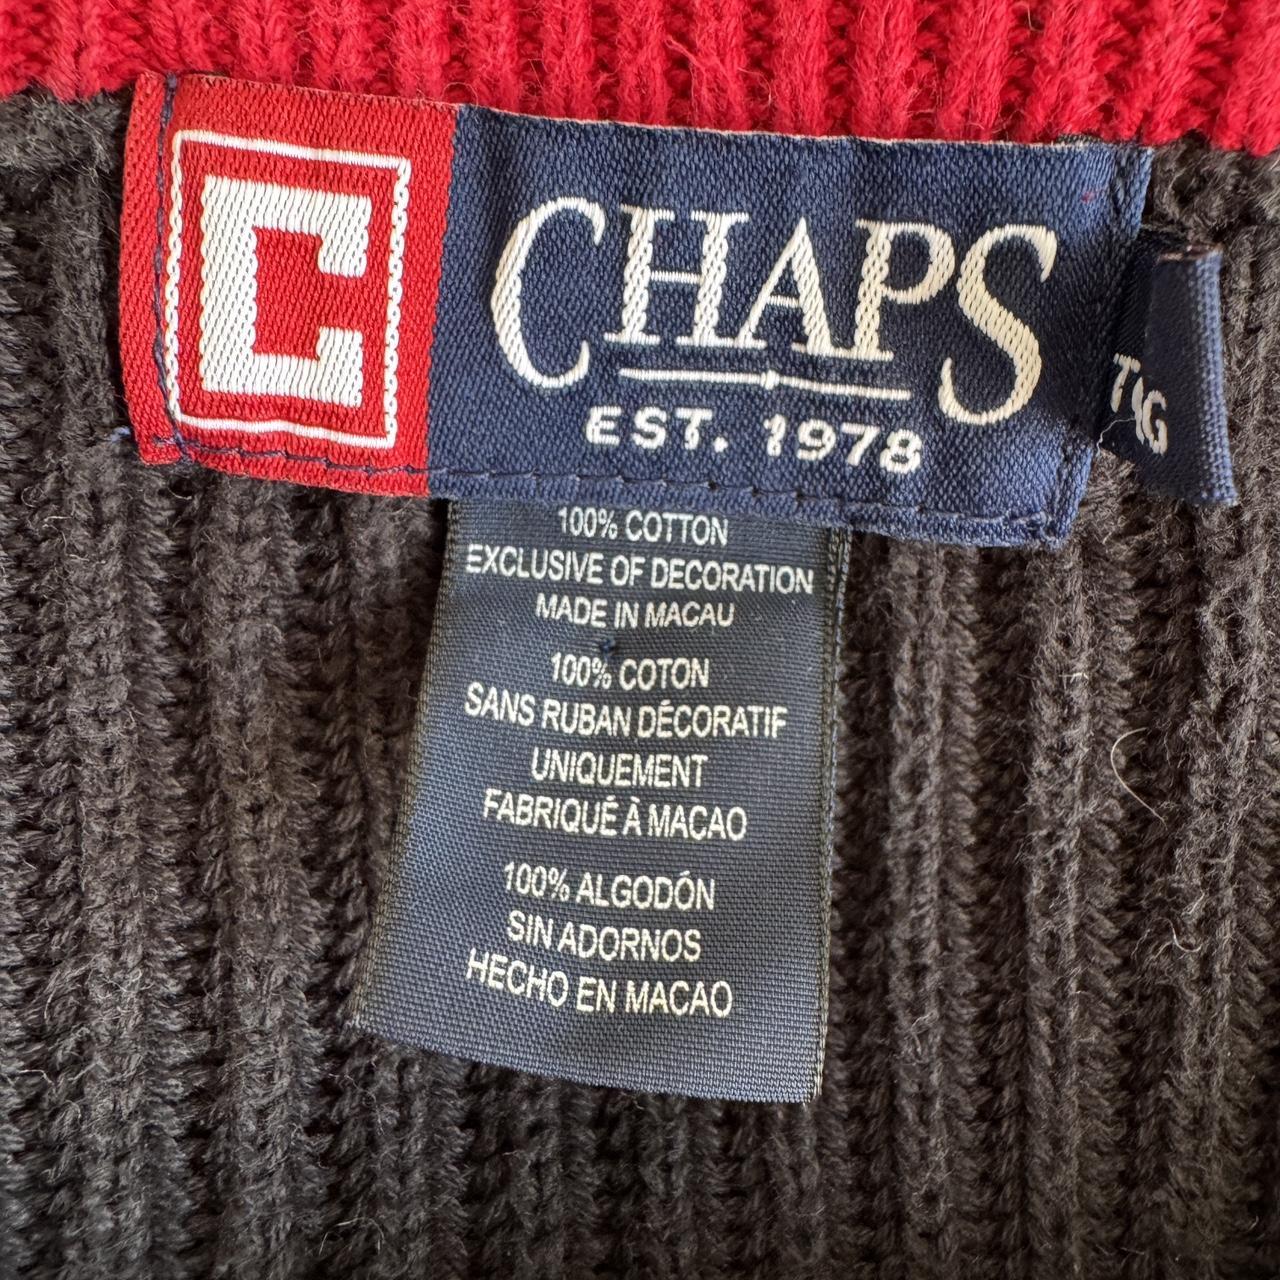 C
CHAPS
EST. 1978
100% COTTON
EXCLUSIVE OF DECORATION
MADE IN MACAU
100% COTON
SANS RUBAN DÉCORATIF
UNIQUEMENT
FABRIQUÉ À MACAO
100% ALGODÓN
SIN ADORNOS
HECHO EN MACAO